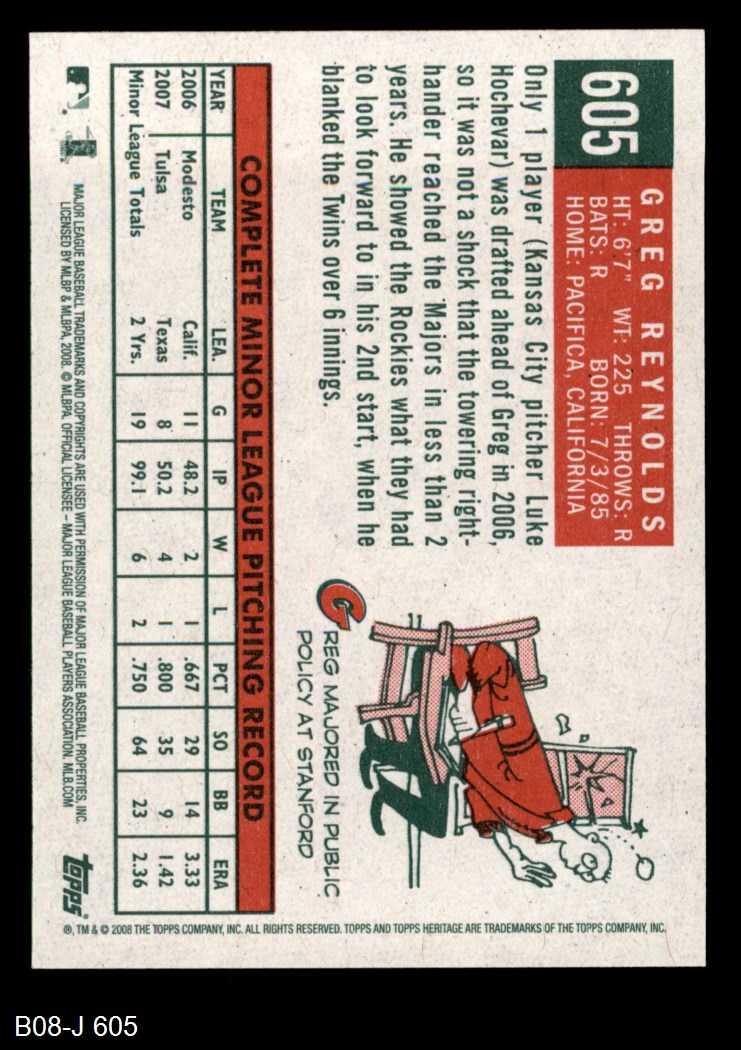 605
GREG REYNOLDS
HT: 6'7" WT: 225 THROWS: R
BATS: R BORN: 7/3/85
HOME: PACIFICA, CALIFORNIA
Only 1 player (Kansas City pitcher Luke
Hochevar) was drafted ahead of Greg in 2006,
so it was not a shock that the towering right-
hander reached the Majors in less than 2
years. He showed the Rockies what they had
to look forward to in his 2nd start, when he
blanked the Twins over 6 innings.
GREG MAJORED IN PUBLIC
POLICY AT STANFORD
COMPLETE MINOR LEAGUE PITCHING RECORD
YEAR TEAM LEA. G IP W L PCT SO BB ERA
2006 Modesto Calif. 11 48.2 2 1 .667 29 14 3.33
2007 Tulsa Texas 8 50.2 4 1 .800 35 9 1.42
Minor League Totals 2 Yrs. 19 99.1 6 2 .750 64 23 2.36
MAJOR LEAGUE BASEBALL TRADEMARKS AND COPYRIGHTS ARE USED WITH PERMISSION OF MAJOR LEAGUE BASEBALL PROPERTIES, INC.
LICENSED BY MLBP & MLBPA, 2008. © MLBPA. OFFICIAL LICENSEE – MAJOR LEAGUE BASEBALL PLAYERS ASSOCIATION. MLB.COM
topps
®, TM & © 2008 THE TOPPS COMPANY, INC. ALL RIGHTS RESERVED. TOPPS AND TOPPS HERITAGE ARE TRADEMARKS OF THE TOPPS COMPANY, INC.
B08-J 605